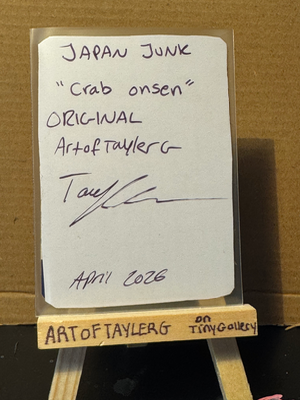 JAPAN JUNK
"Crab onsen"
ORIGINAL
ArtofTaylerG
April 2026
ARTOFTAYLERG on TinyGallery